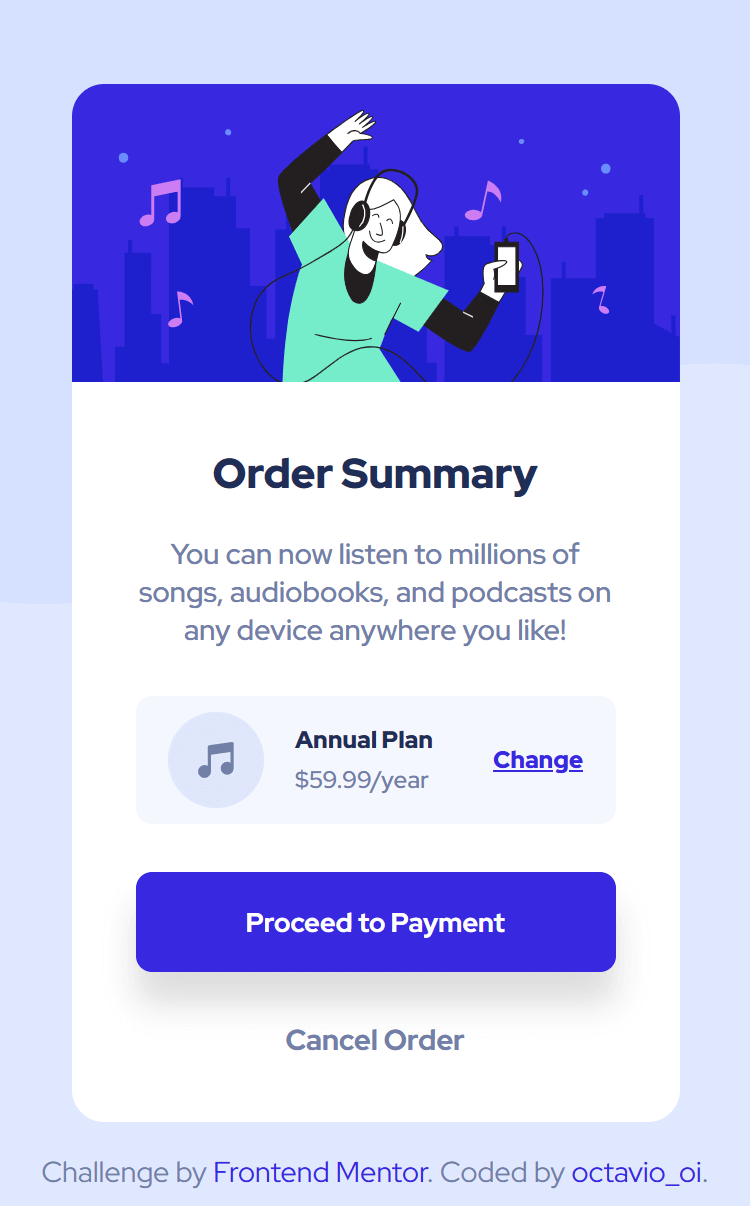 Order Summary
You can now listen to millions of
songs, audiobooks, and podcasts on
any device anywhere you like!
Annual Plan
$59.99/year
Change
Proceed to Payment
Cancel Order
Challenge by Frontend Mentor. Coded by octavio_oi.